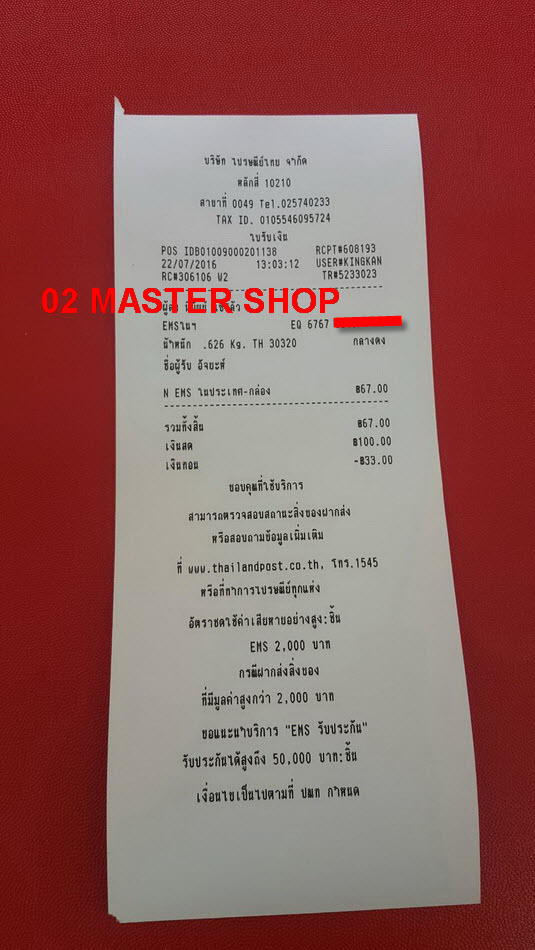 บริษัท ไปรษณีย์ไทย จำกัด
หลักสี่ 10210
สาขาที่ 0049 Tel.025740233
TAX ID. 0105546095724
ใบรับเงิน
POS IDB01009000201138 RCPT#608193
22/07/2016 13:03:12 USER#KINGKAN
RC#306106 W2 TR#5233023
02 MASTER SHOP
EMSในฯ EQ 6767
น้ำหนัก .626 Kg. TH 30320 กลางดง
ชื่อผู้รับ อัจฉะห์
N EMS ในประเทศ-กล่อง ฿67.00
รวมทั้งสิ้น ฿67.00
เงินสด ฿100.00
เงินทอน -฿33.00
ขอบคุณที่ใช้บริการ
สามารถตรวจสอบสถานะสิ่งของฝากส่ง
หรือสอบถามข้อมูลเพิ่มเติม
ที่ www.thailandpost.co.th, โทร.1545
หรือที่ทำการไปรษณีย์ทุกแห่ง
อัตราชดใช้ค่าเสียหายอย่างสูง:ชิ้น
EMS 2,000 บาท
กรณีฝากส่งสิ่งของ
ที่มีมูลค่าสูงกว่า 2,000 บาท
ขอแนะนำบริการ "EMS รับประกัน"
รับประกันได้สูงถึง 50,000 บาท:ชิ้น
เงื่อนไขเป็นไปตามที่ ปณท กำหนด